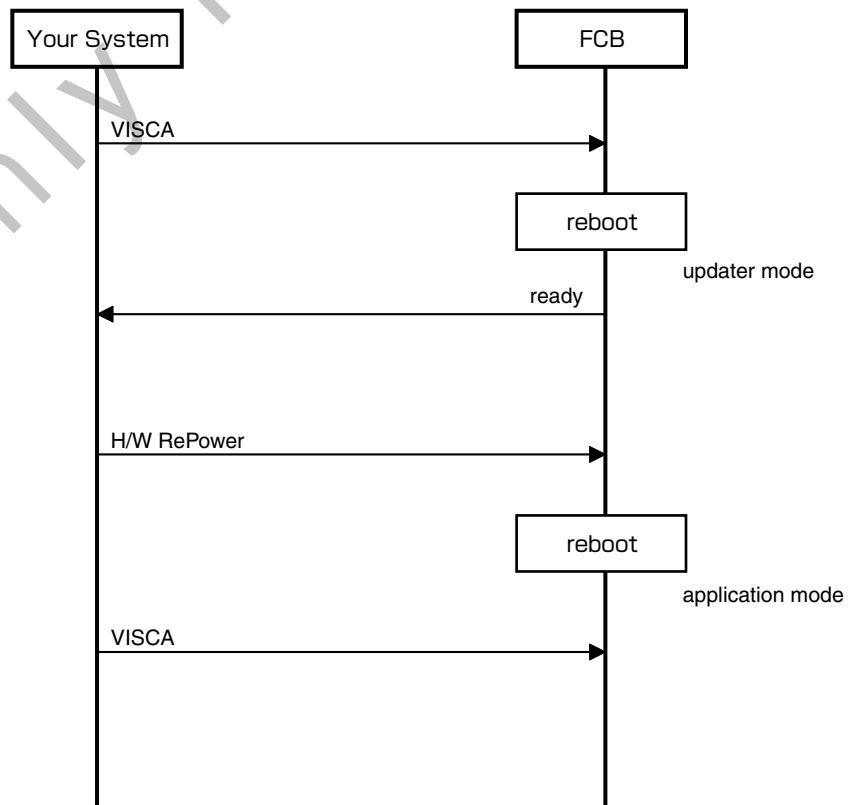 Your System
FCB
VISCA
reboot
updater mode
ready
H/W RePower
reboot
application mode
VISCA